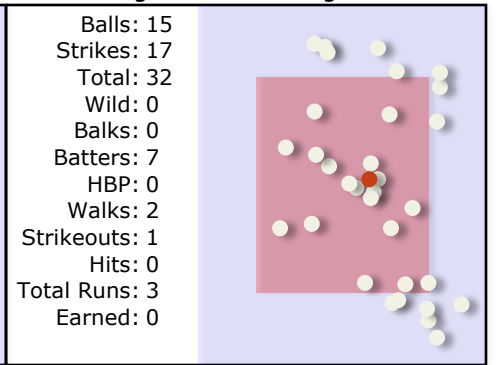 Balls: 15
Strikes: 17
Total: 32
Wild: 0
Balks: 0
Batters: 7
HBP: 0
Walks: 2
Strikeouts: 1
Hits: 0
Total Runs: 3
Earned: 0